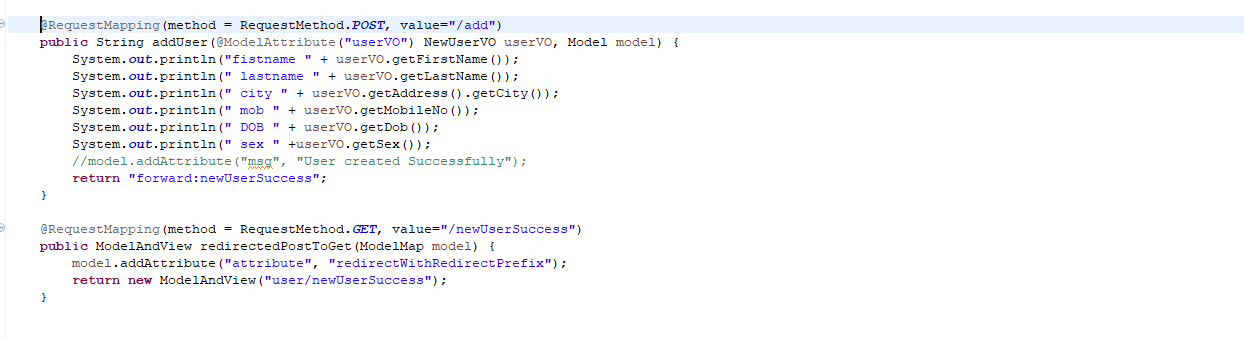 @RequestMapping(method = RequestMethod.POST, value="/add")
public String addUser(@ModelAttribute("userVO") NewUserVO userVO, Model model) {
System.out.println("fistname " + userVO.getFirstName());
System.out.println(" lastname " + userVO.getLastName());
System.out.println(" city " + userVO.getAddress().getCity());
System.out.println(" mob " + userVO.getMobileNo());
System.out.println(" DOB " + userVO.getDob());
System.out.println(" sex " +userVO.getSex());
//model.addAttribute("msg", "User created Successfully");
return "forward:newUserSuccess";
}
@RequestMapping(method = RequestMethod.GET, value="/newUserSuccess")
public ModelAndView redirectedPostToGet(ModelMap model) {
model.addAttribute("attribute", "redirectWithRedirectPrefix");
return new ModelAndView("user/newUserSuccess");
}